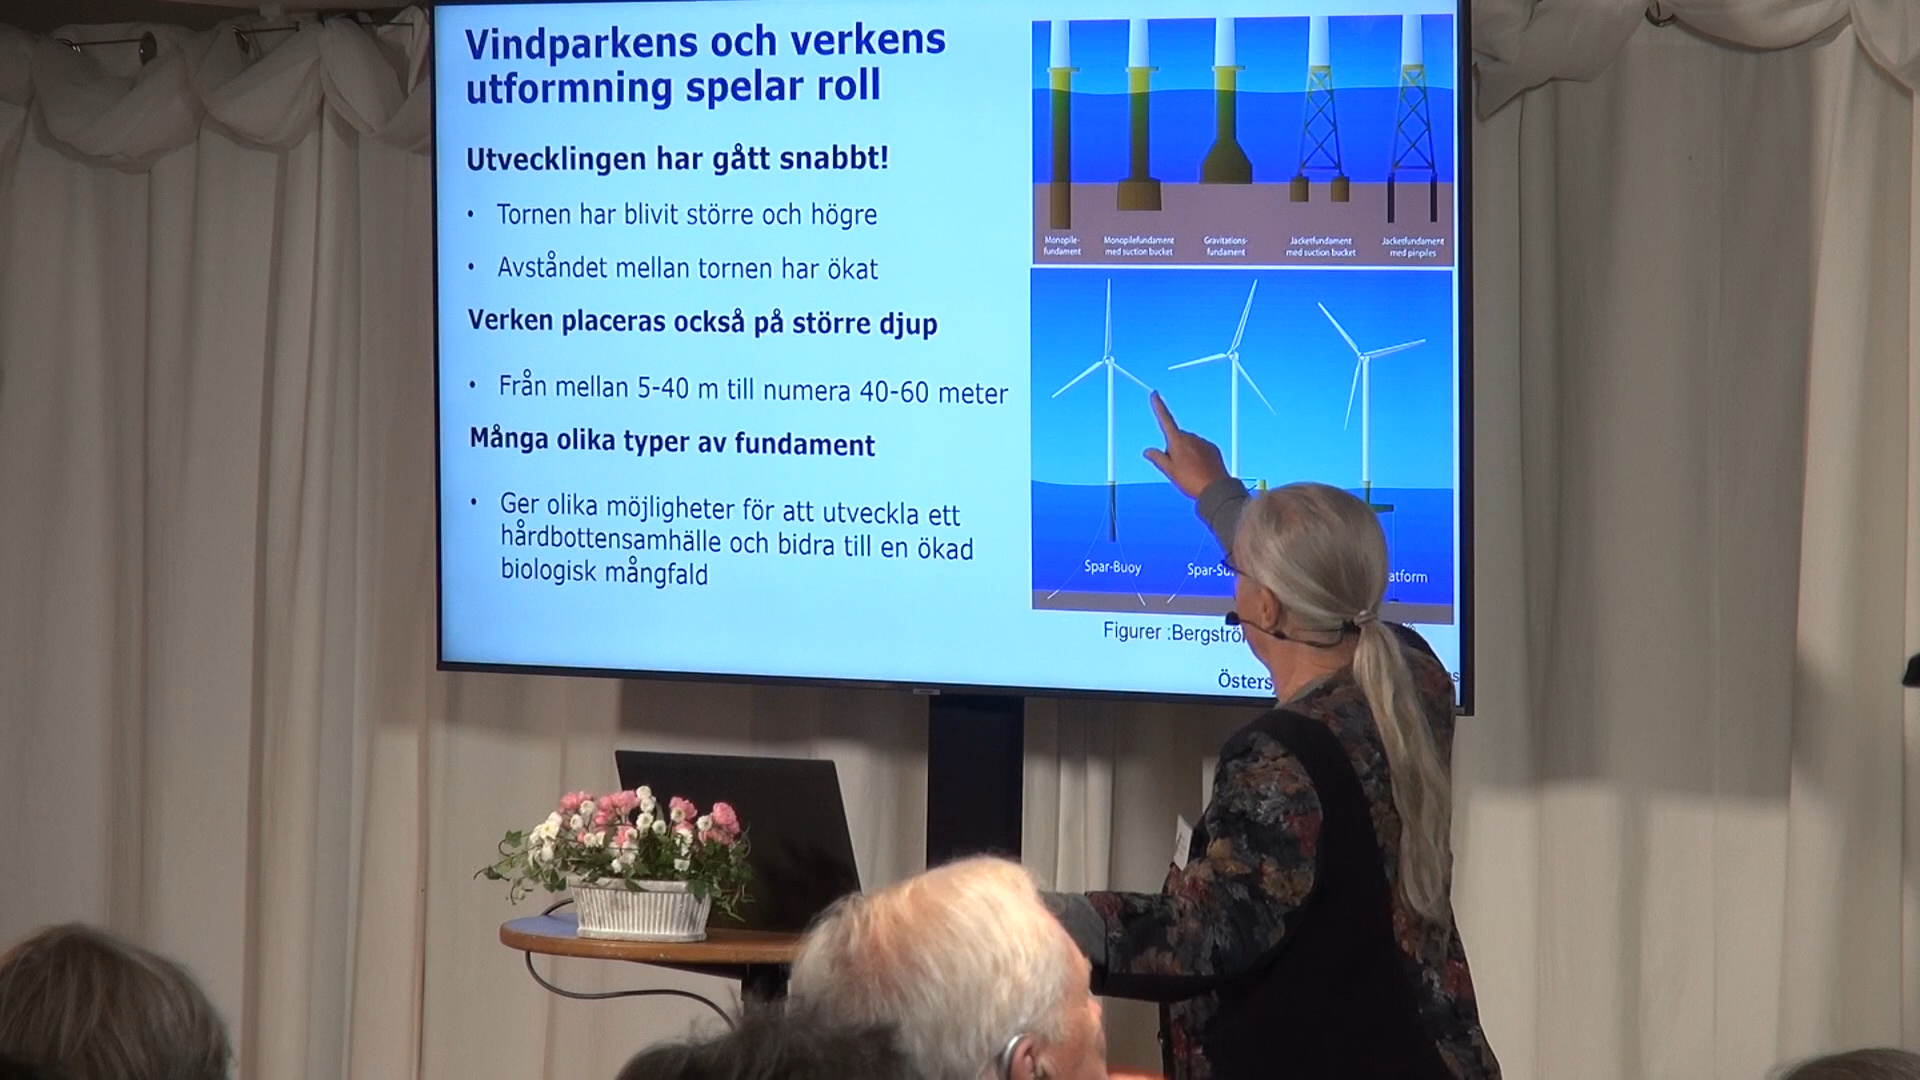 Vindparkens och verkens
utformning spelar roll
Utvecklingen har gått snabbt!
• Tornen har blivit större och högre
• Avståndet mellan tornen har ökat
Verken placeras också på större djup
• Från mellan 5-40 m till numera 40-60 meter
Många olika typer av fundament
• Ger olika möjligheter för att utveckla ett
hårdbottensamhälle och bidra till en ökad
biologisk mångfald
Monopile-
fundament
Monopilefundament
med suction bucket
Gravitations-
fundament
Jacketfundament
med suction bucket
Jacketfundament
med pinpiles
Spar-Buoy
Figurer :